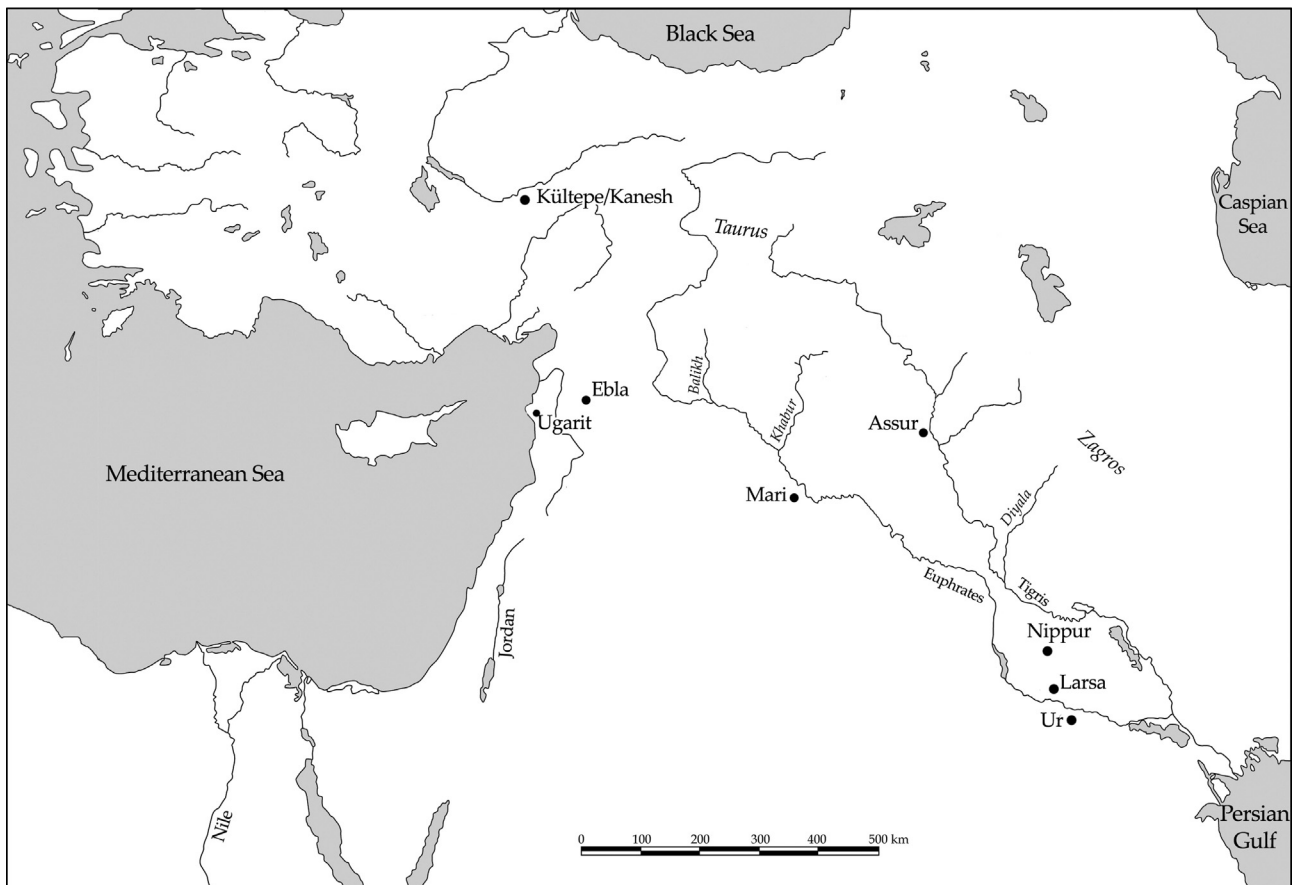 Black Sea
Kültepe/Kanesh
Caspian
Sea
Taurus
Balikh
Khabur
Ebla
Ugarit
Assur
Zagros
Mediterranean Sea
Mari
Diyala
Euphrates
Tigris
Jordan
Nippur
Larsa
Ur
Nile
Persian
Gulf
0 100 200 300 400 500 km